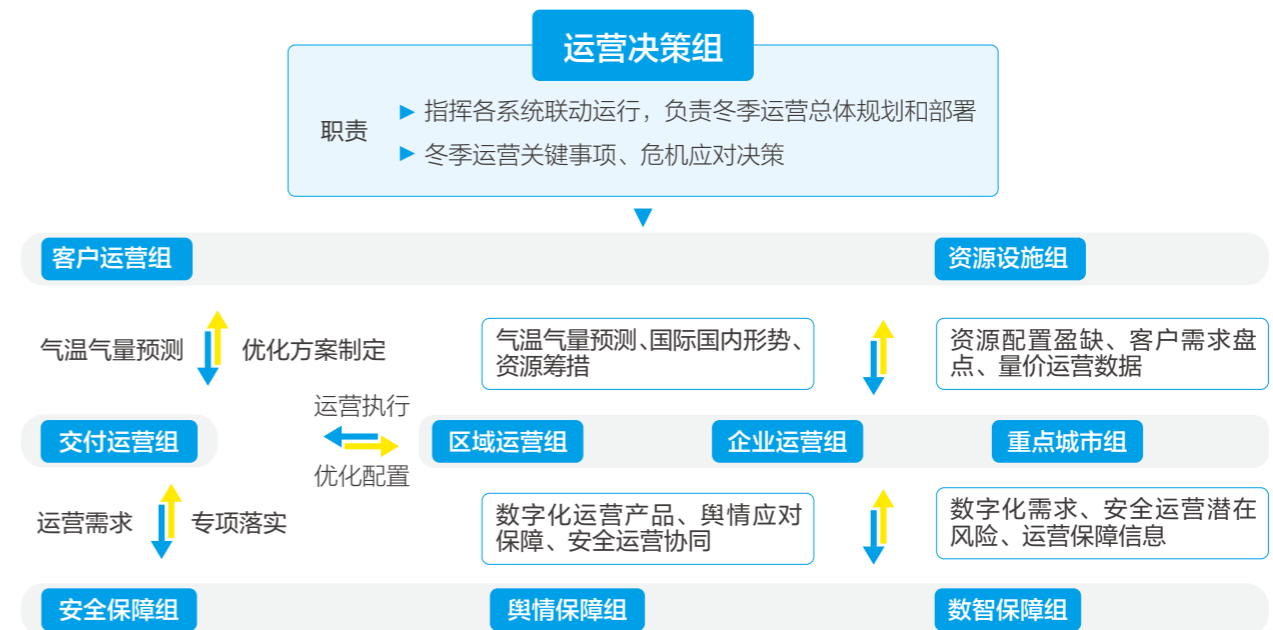 运营决策组
职责
指挥各系统联动运行，负责冬季运营总体规划和部署
冬季运营关键事项、危机应对决策
客户运营组
资源设施组
气温气量预测
优化方案制定
气温气量预测、国际国内形势、
资源筹措
资源配置盈缺、客户需求盘
点、量价运营数据
运营执行
优化配置
交付运营组
区域运营组
企业运营组
重点城市组
运营需求
专项落实
数字化运营产品、舆情应对
保障、安全运营协同
数字化需求、安全运营潜在
风险、运营保障信息
安全保障组
舆情保障组
数智保障组